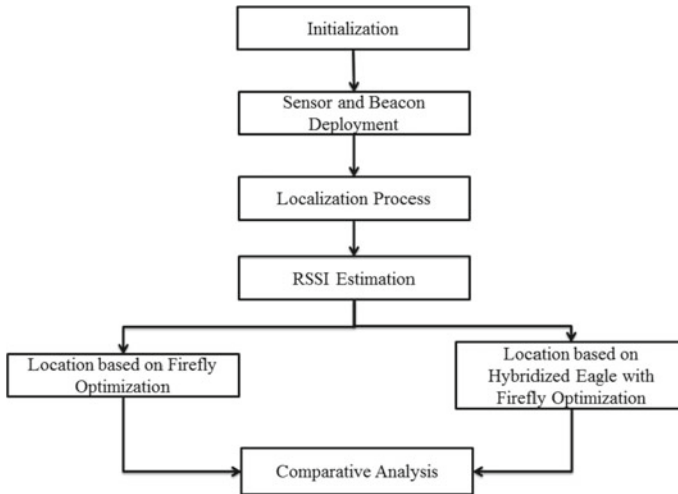 Initialization
Sensor and Beacon
Deployment
Localization Process
RSSI Estimation
Location based on Firefly
Optimization
Location based on
Hybridized Eagle with
Firefly Optimization
Comparative Analysis